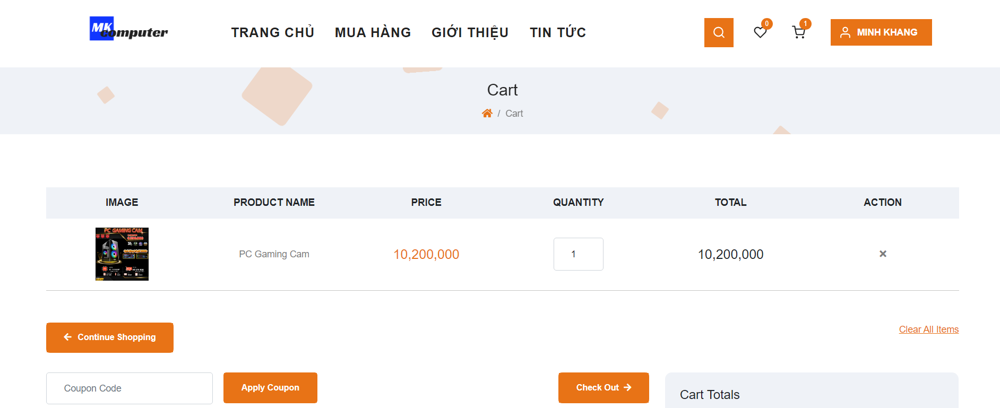 MK
computer
TRANG CHỦ MUA HÀNG GIỚI THIỆU TIN TỨC
0
1
MINH KHANG
Cart
/ Cart
IMAGE PRODUCT NAME PRICE QUANTITY TOTAL ACTION
PC GAMING CAM
PC Gaming Cam 10,200,000 1 10,200,000
Continue Shopping
Clear All Items
Coupon Code
Apply Coupon
Check Out
Cart Totals